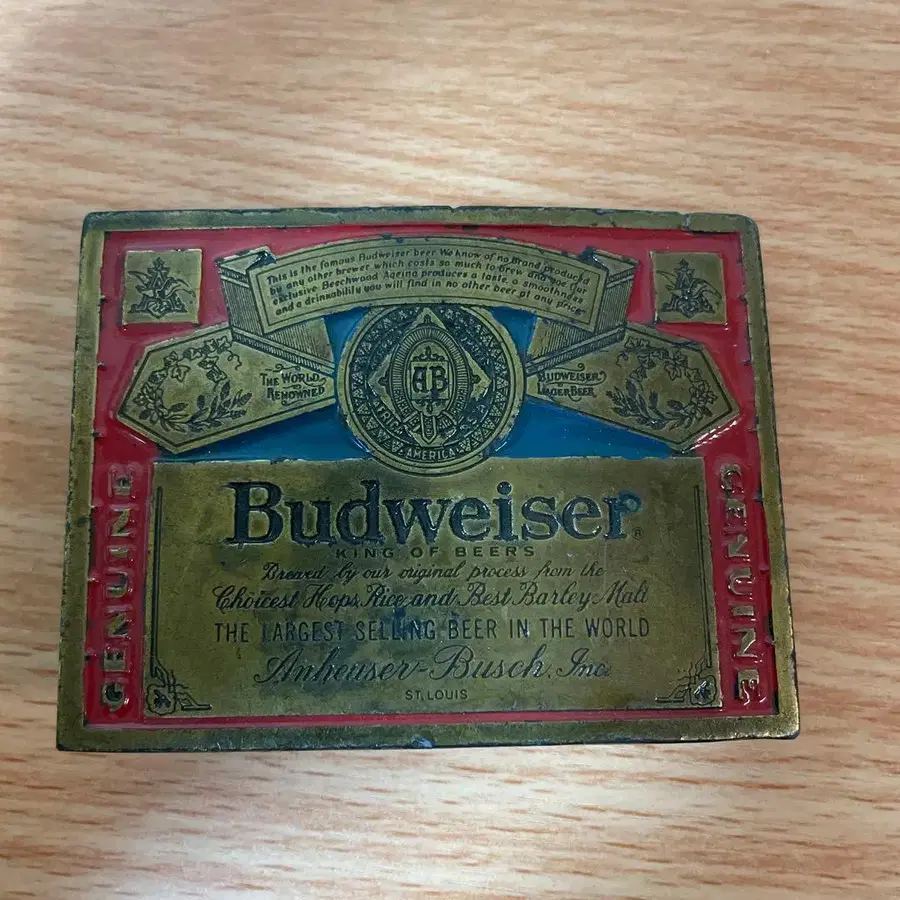 This is the famous Budweiser beer. We know of no brand produced
by any other brewer which costs so much to brew and age. Our
exclusive Beechwood Ageing produces a taste, a smoothness
and a drinkability you will find in no other beer at any price.
THE WORLD
RENOWNED
BUDWEISER
LAGER BEER
AB
AFRICA
AMERICA
GENUINE
GENUINE
Budweiser®
KING OF BEERS
Brewed by our original process from the
Choicest Hops, Rice and Best Barley Malt
THE LARGEST SELLING BEER IN THE WORLD
Anheuser-Busch, Inc.
ST. LOUIS